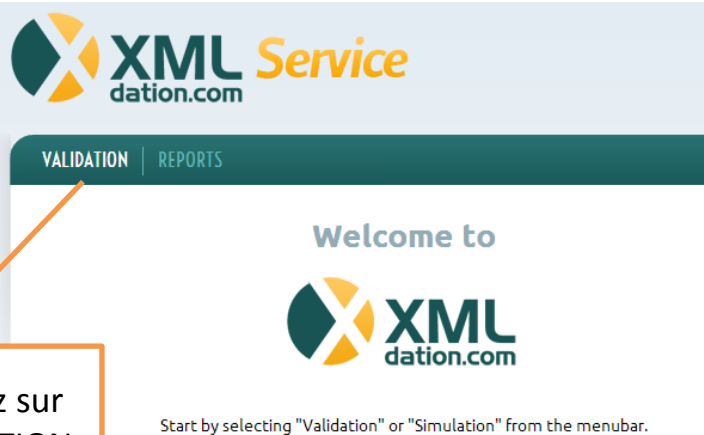 XML Service
dation.com
VALIDATION | REPORTS
Welcome to
XML
dation.com
sur
Start by selecting "Validation" or "Simulation" from the menubar.